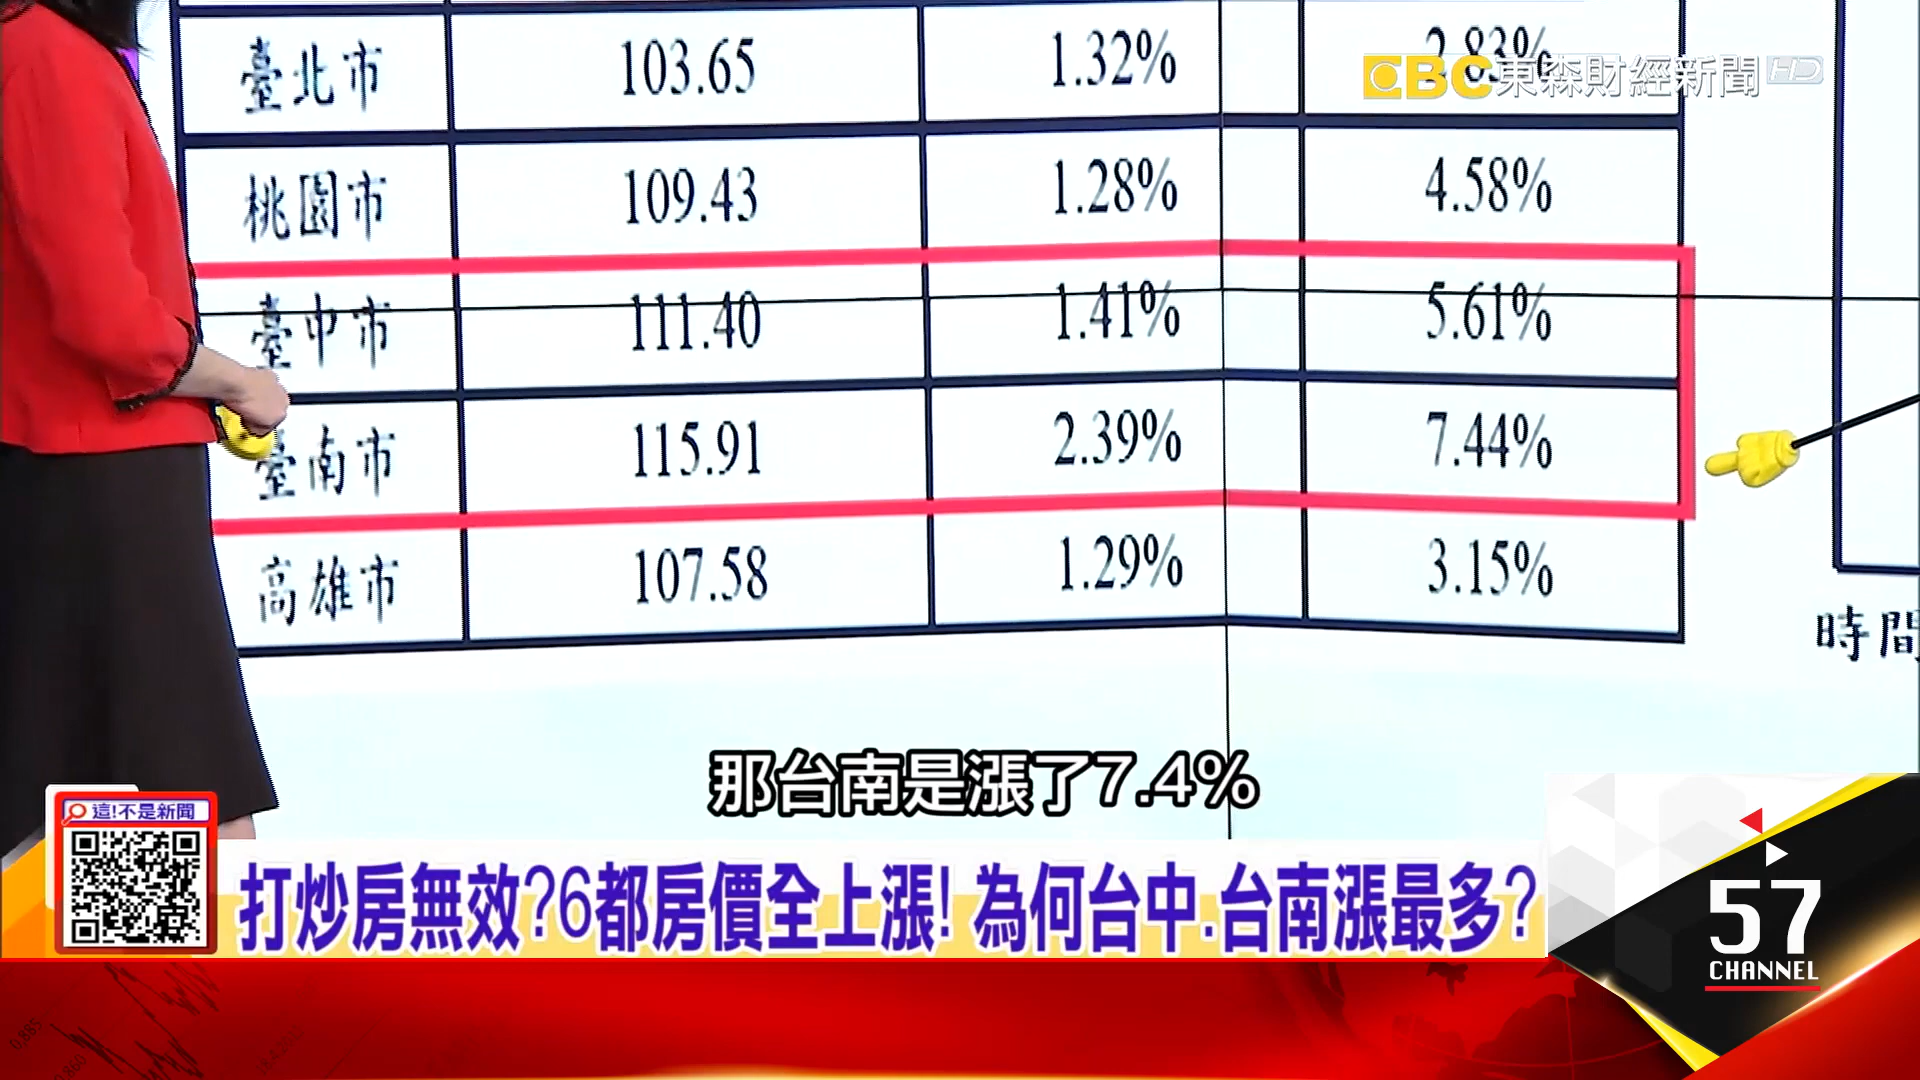 臺北市 103.65 1.32% 2.83%
EBC 東森財經新聞 HD
桃園市 109.43 1.28% 4.58%
臺中市 111.40 1.41% 5.61%
臺南市 115.91 2.39% 7.44%
高雄市 107.58 1.29% 3.15%
時間
那台南是漲了7.4%
這!不是新聞
打炒房無效?6都房價全上漲! 為何台中.台南漲最多?
57
CHANNEL